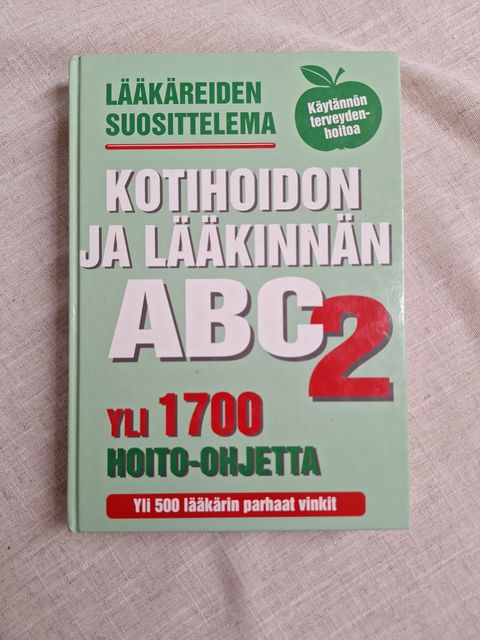 LÄÄKÄREIDEN
SUOSITTELEMA
Käytännön
terveyden-
hoitoa
KOTIHOIDON
JA LÄÄKINNÄN
ABC2
YLI 1700
HOITO-OHJETTA
Yli 500 lääkärin parhaat vinkit